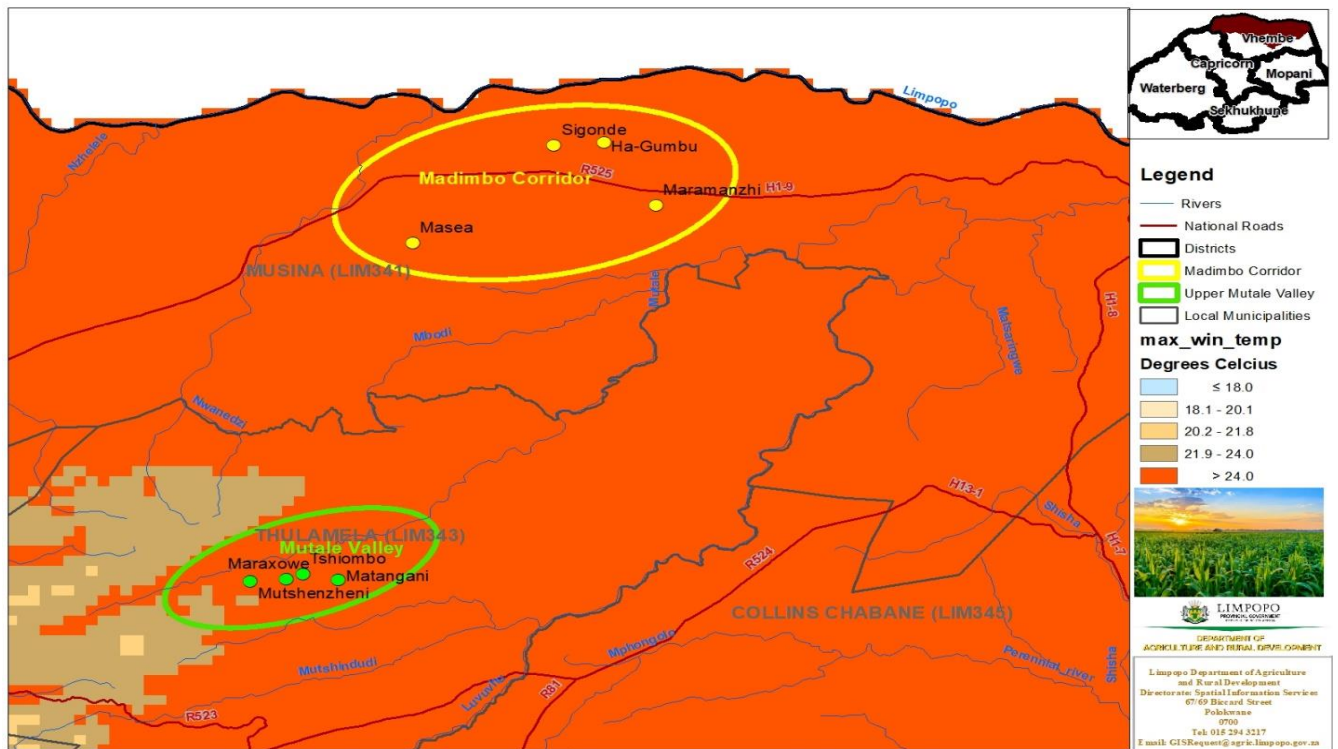 Limpopo
Nzhelele
Sigonde
Ha-Gumbu
R525
Madimbo Corridor
Maramanzhi
H1-9
Masea
MUSINA (LIM341)
Mutale
H1-8
Mbodi
Matsaringwe
Nwanedzi
H13-1
THULAMELA (LIM343)
Mutale Valley
Maraxowe
Tshiombo
Matangani
Mutshenzheni
Shisha
H1-7
R524
COLLINS CHABANE (LIM345)
Mphongolo
Mutshindudi
Perennial_river
Shisha
Luvuvhu
R81
R523
Vhembe
Capricorn
Mopani
Waterberg
Sekhukhune
Legend
Rivers
National Roads
Districts
Madimbo Corridor
Upper Mutale Valley
Local Municipalities
max_win_temp
Degrees Celcius
≤ 18.0
18.1 - 20.1
20.2 - 21.8
21.9 - 24.0
> 24.0
LIMPOPO
PROVINCIAL GOVERNMENT
DEPARTMENT OF
AGRICULTURE AND RURAL DEVELOPMENT
Limpopo Department of Agriculture
and Rural Development
Directorate: Spatial Information Services
67/69 Biccard Street
Polokwane
0700
Tel: 015 294 3217
Email: GISRequest@agric.limpopo.gov.za